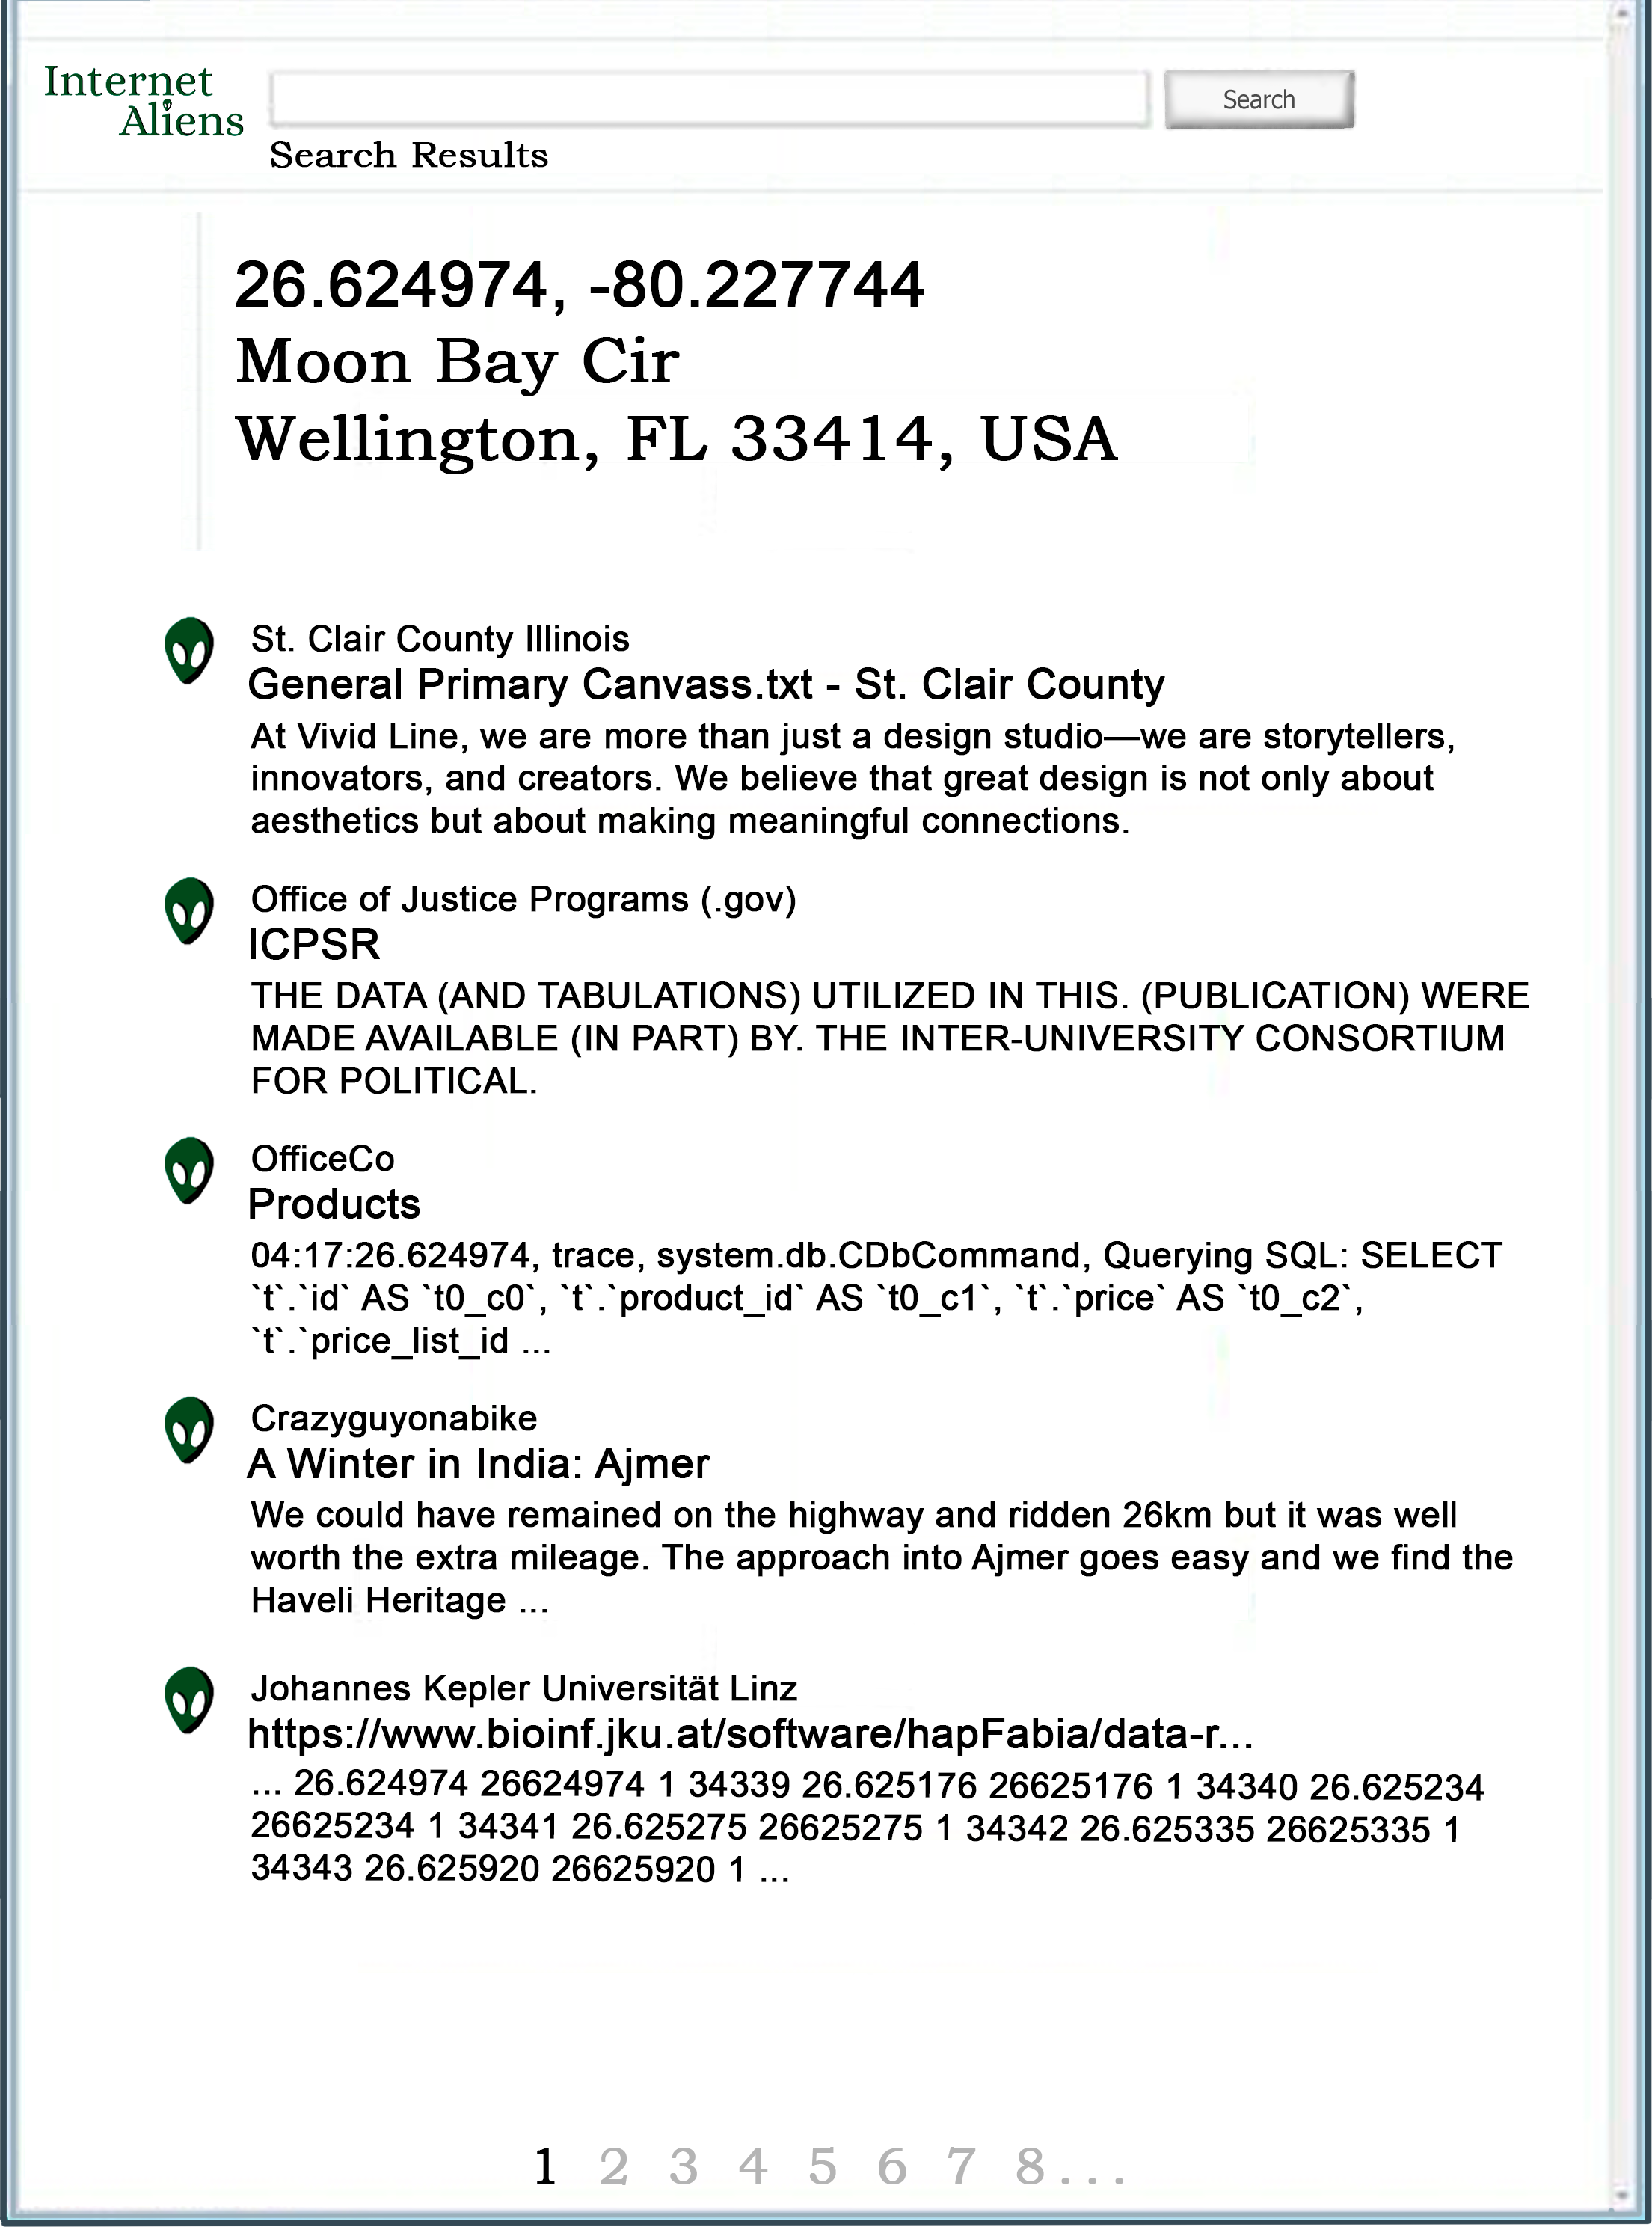 Internet
Aliens
Search
Search Results
26.624974, -80.227744
Moon Bay Cir
Wellington, FL 33414, USA
St. Clair County Illinois
General Primary Canvass.txt - St. Clair County
At Vivid Line, we are more than just a design studio—we are storytellers,
innovators, and creators. We believe that great design is not only about
aesthetics but about making meaningful connections.
Office of Justice Programs (.gov)
ICPSR
THE DATA (AND TABULATIONS) UTILIZED IN THIS. (PUBLICATION) WERE
MADE AVAILABLE (IN PART) BY. THE INTER-UNIVERSITY CONSORTIUM
FOR POLITICAL.
OfficeCo
Products
04:17:26.624974, trace, system.db.CDbCommand, Querying SQL: SELECT
`t`.`id` AS `t0_c0`, `t`.`product_id` AS `t0_c1`, `t`.`price` AS `t0_c2`,
`t`.`price_list_id ...
Crazyguyonabike
A Winter in India: Ajmer
We could have remained on the highway and ridden 26km but it was well
worth the extra mileage. The approach into Ajmer goes easy and we find the
Haveli Heritage ...
Johannes Kepler Universität Linz
https://www.bioinf.jku.at/software/hapFabia/data-r...
... 26.624974 26624974 1 34339 26.625176 26625176 1 34340 26.625234
26625234 1 34341 26.625275 26625275 1 34342 26.625335 26625335 1
34343 26.625920 26625920 1 ...
1 2 3 4 5 6 7 8...